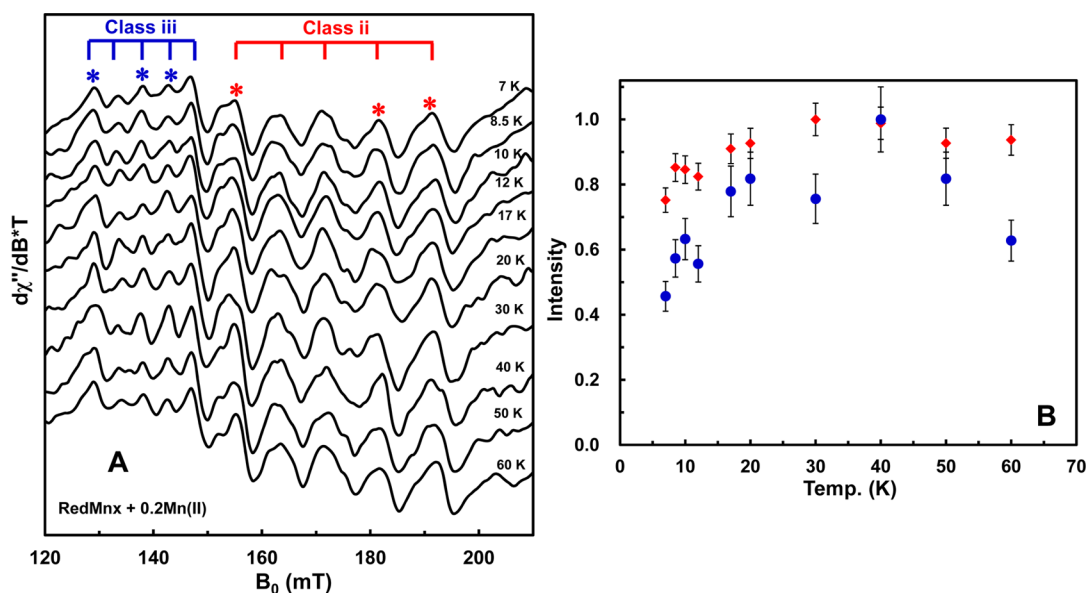 Class iii
Class ii
* * *
* * *
7 K
8.5 K
10 K
12 K
17 K
20 K
30 K
40 K
50 K
60 K
A
RedMnx + 0.2Mn(II)
dχ"/dB*T
120 140 160 180 200
B₀ (mT)
Intensity
1.0
0.8
0.6
0.4
0.2
0.0
B
0 10 20 30 40 50 60 70
Temp. (K)